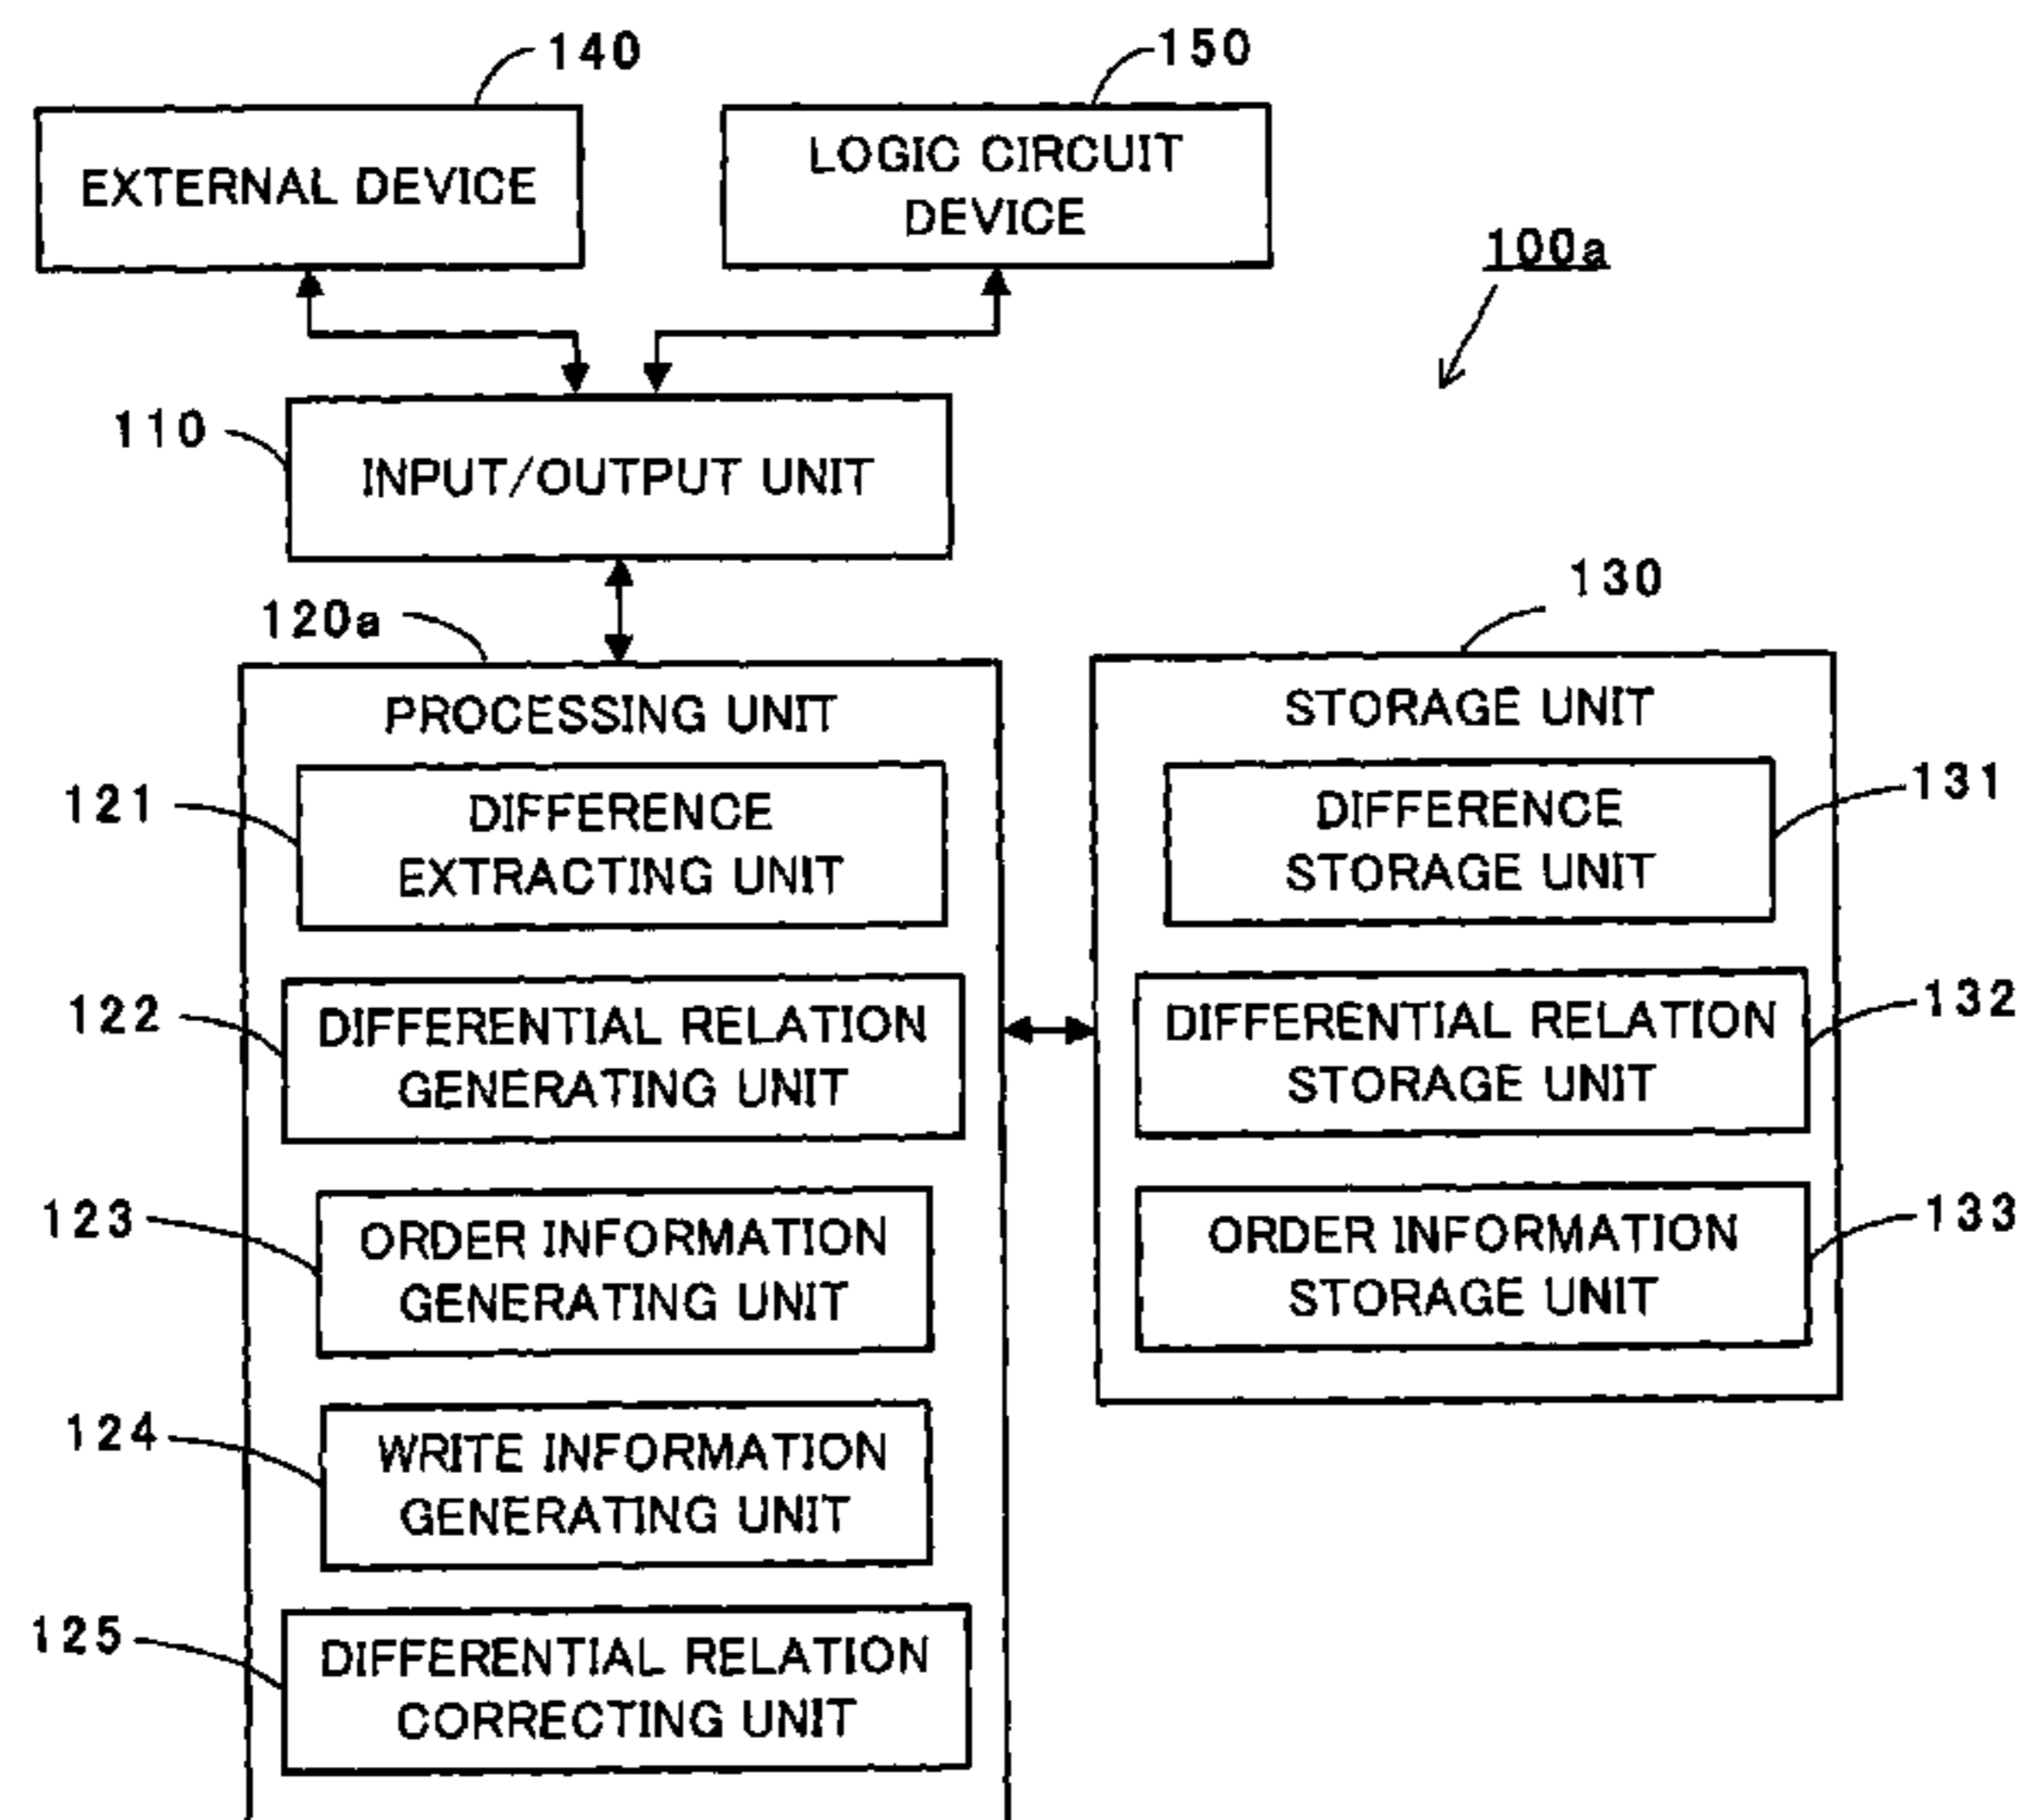 140
150
EXTERNAL DEVICE
LOGIC CIRCUIT
DEVICE
100a
110
INPUT/OUTPUT UNIT
120a
130
PROCESSING UNIT
STORAGE UNIT
121
DIFFERENCE
EXTRACTING UNIT
DIFFERENCE
STORAGE UNIT
131
122
DIFFERENTIAL RELATION
GENERATING UNIT
DIFFERENTIAL RELATION
STORAGE UNIT
132
123
ORDER INFORMATION
GENERATING UNIT
ORDER INFORMATION
STORAGE UNIT
133
124
WRITE INFORMATION
GENERATING UNIT
125
DIFFERENTIAL RELATION
CORRECTING UNIT